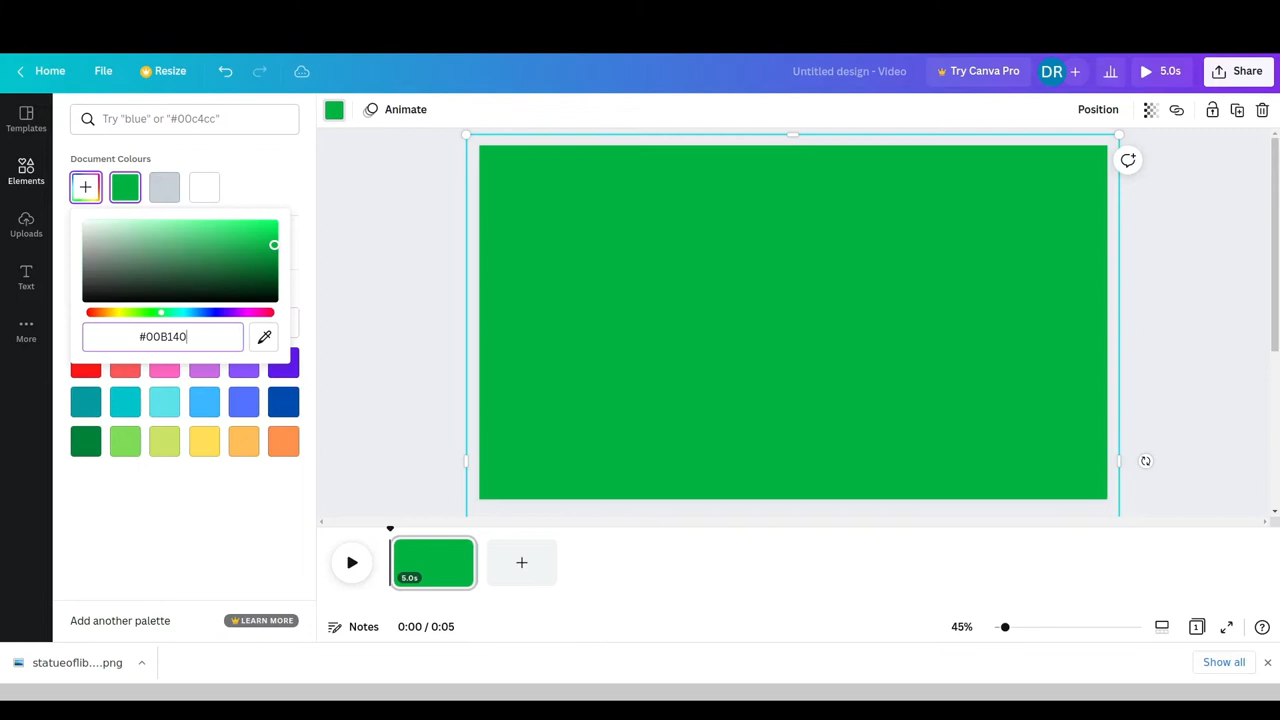 Home File Resize Untitled design - Video Try Canva Pro DR 5.0s Share
Templates
Elements
Uploads
Text
More
Try "blue" or "#00c4cc"
Document Colours
#00B140
Add another palette LEARN MORE
Animate Position
5.0s
Notes 0:00 / 0:05 45% 1
statueoflib....png Show all